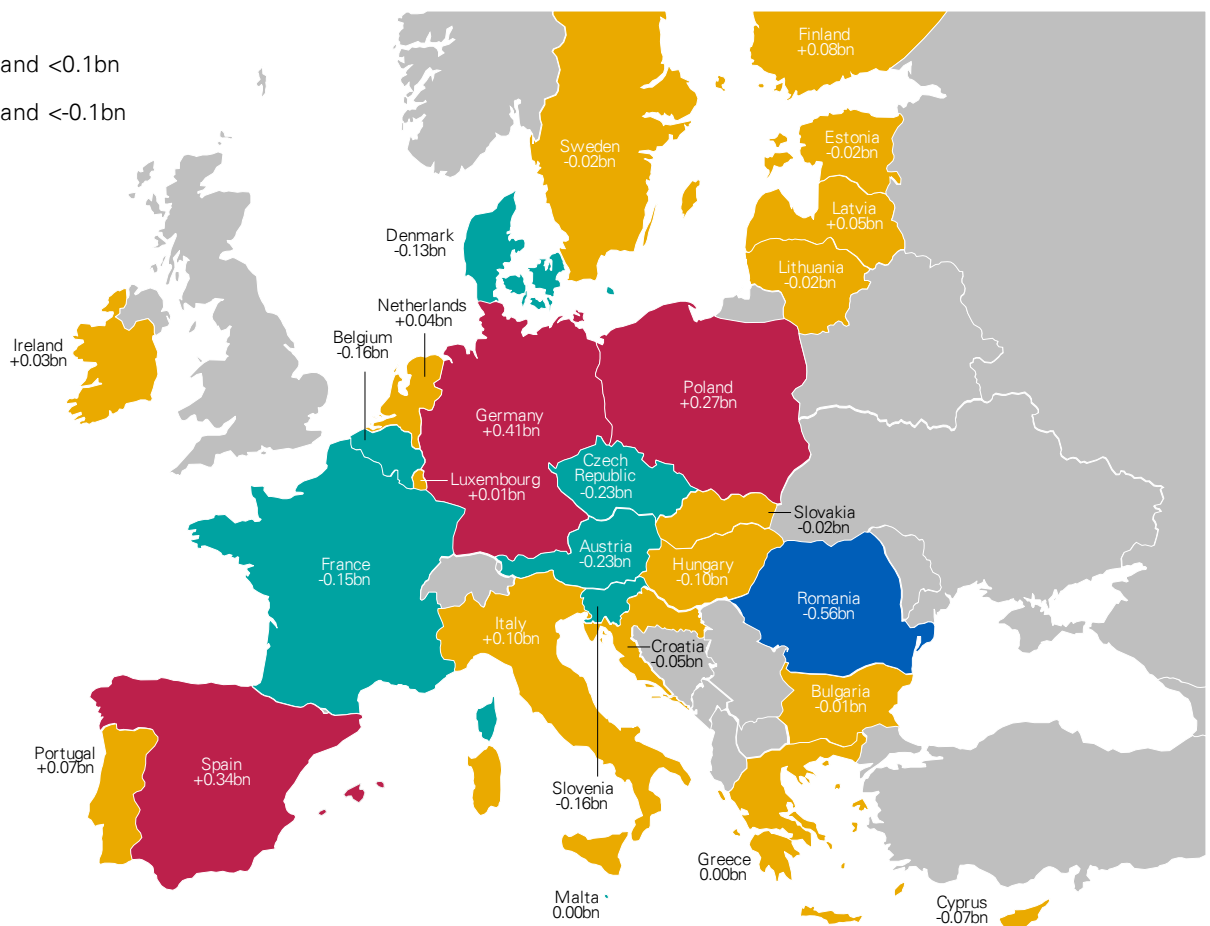 and <0.1bn
and <-0.1bn
Finland
+0.08bn
Sweden
-0.02bn
Estonia
-0.02bn
Latvia
+0.05bn
Lithuania
-0.02bn
Denmark
-0.13bn
Netherlands
+0.04bn
Belgium
-0.16bn
Ireland
+0.03bn
Germany
+0.41bn
Poland
+0.27bn
Luxembourg
+0.01bn
Czech
Republic
-0.23bn
Slovakia
-0.02bn
Austria
-0.23bn
Hungary
-0.10bn
France
-0.15bn
Romania
-0.56bn
Italy
+0.10bn
Croatia
-0.05bn
Bulgaria
-0.01bn
Portugal
+0.07bn
Spain
+0.34bn
Slovenia
-0.16bn
Greece
0.00bn
Malta
0.00bn
Cyprus
-0.07bn